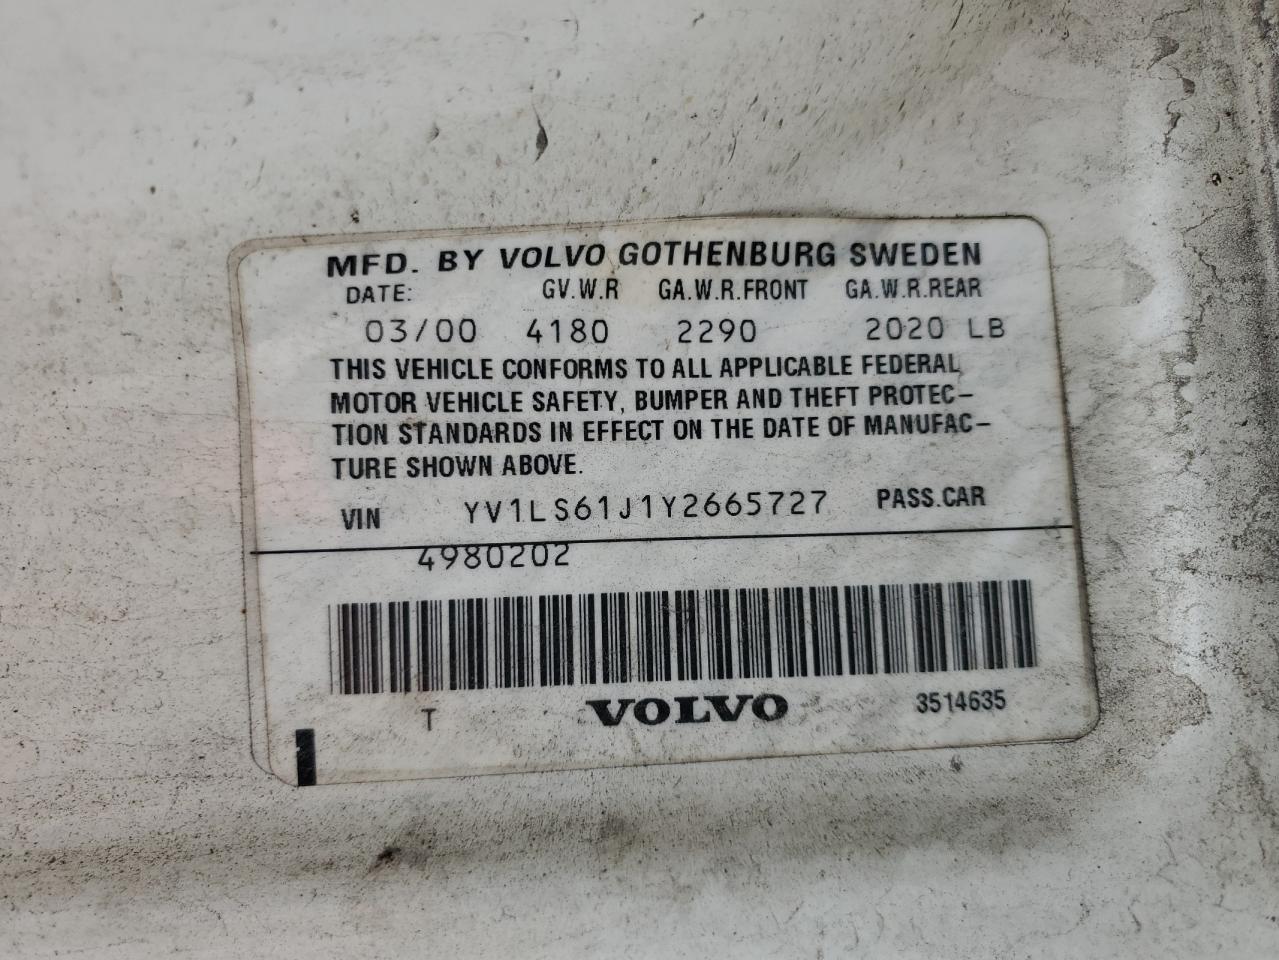 MFD. BY VOLVO GOTHENBURG SWEDEN
DATE: GV.W.R GA.W.R.FRONT GA.W.R.REAR
03/00 4180 2290 2020 LB
THIS VEHICLE CONFORMS TO ALL APPLICABLE FEDERAL
MOTOR VEHICLE SAFETY, BUMPER AND THEFT PROTEC-
TION STANDARDS IN EFFECT ON THE DATE OF MANUFAC-
TURE SHOWN ABOVE.
VIN YV1LS61J1Y2665727 PASS.CAR
4980202
T VOLVO 3514635